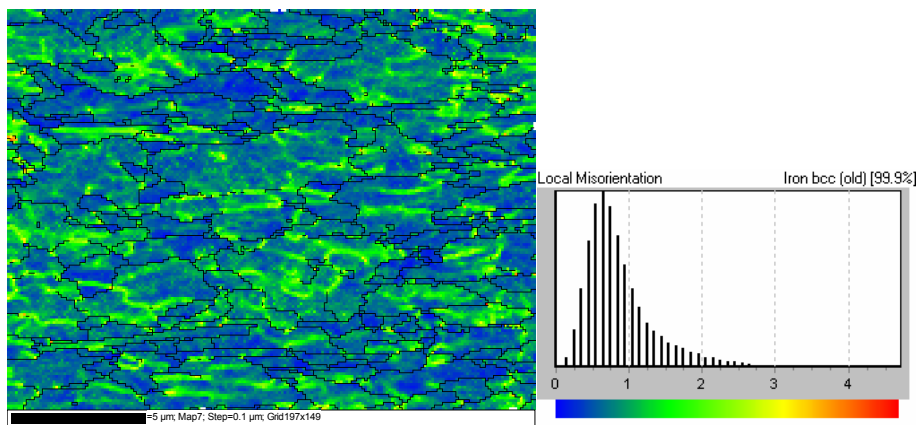 Local Misorientation Iron bcc (old) [99.9%]
0 1 2 3 4
=5 µm; Map7; Step=0.1 µm; Grid197x149